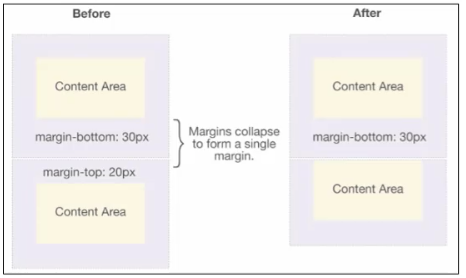 Before
After
Content Area
Content Area
margin-bottom: 30px
Margins collapse
to form a single
margin.
margin-bottom: 30px
margin-top: 20px
Content Area
Content Area